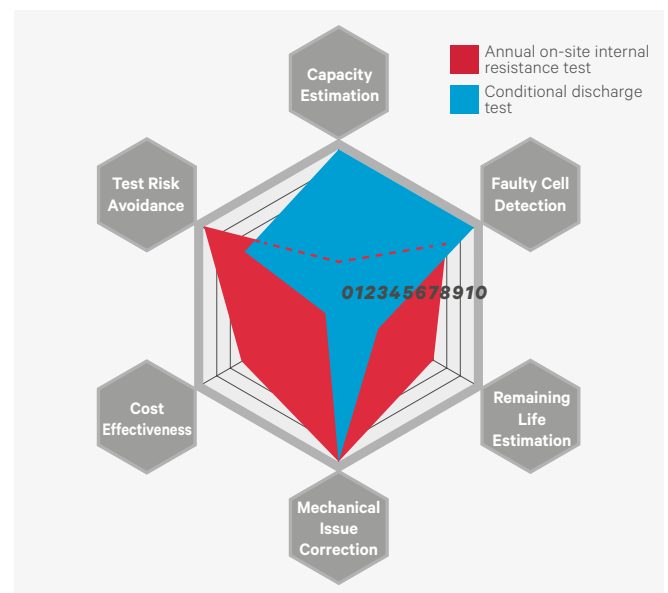 Capacity
Estimation
Annual on-site internal
resistance test
Conditional discharge
test
Test Risk
Avoidance
Faulty Cell
Detection
012345678910
Cost
Effectiveness
Remaining
Life
Estimation
Mechanical
Issue
Correction